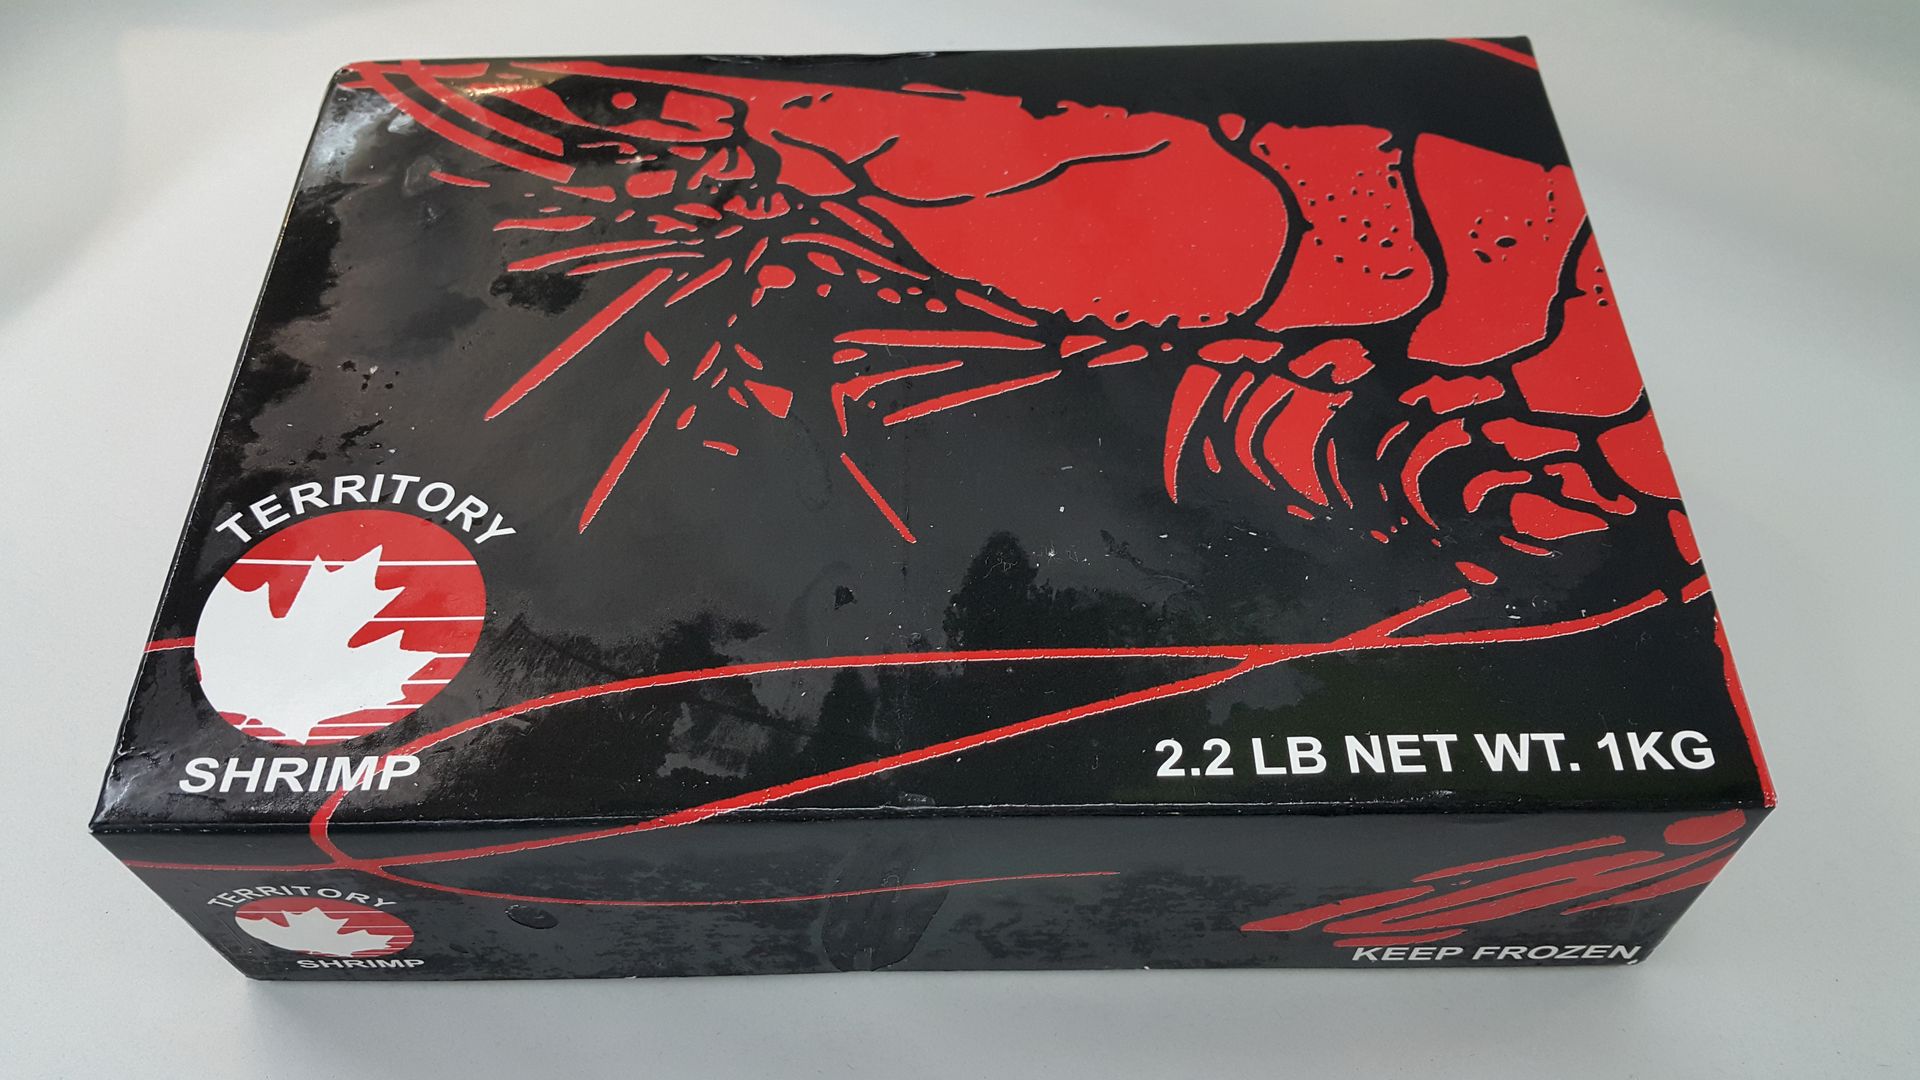 TERRITORY
SHRIMP
2.2 LB NET WT. 1KG
TERRITORY
SHRIMP
KEEP FROZEN